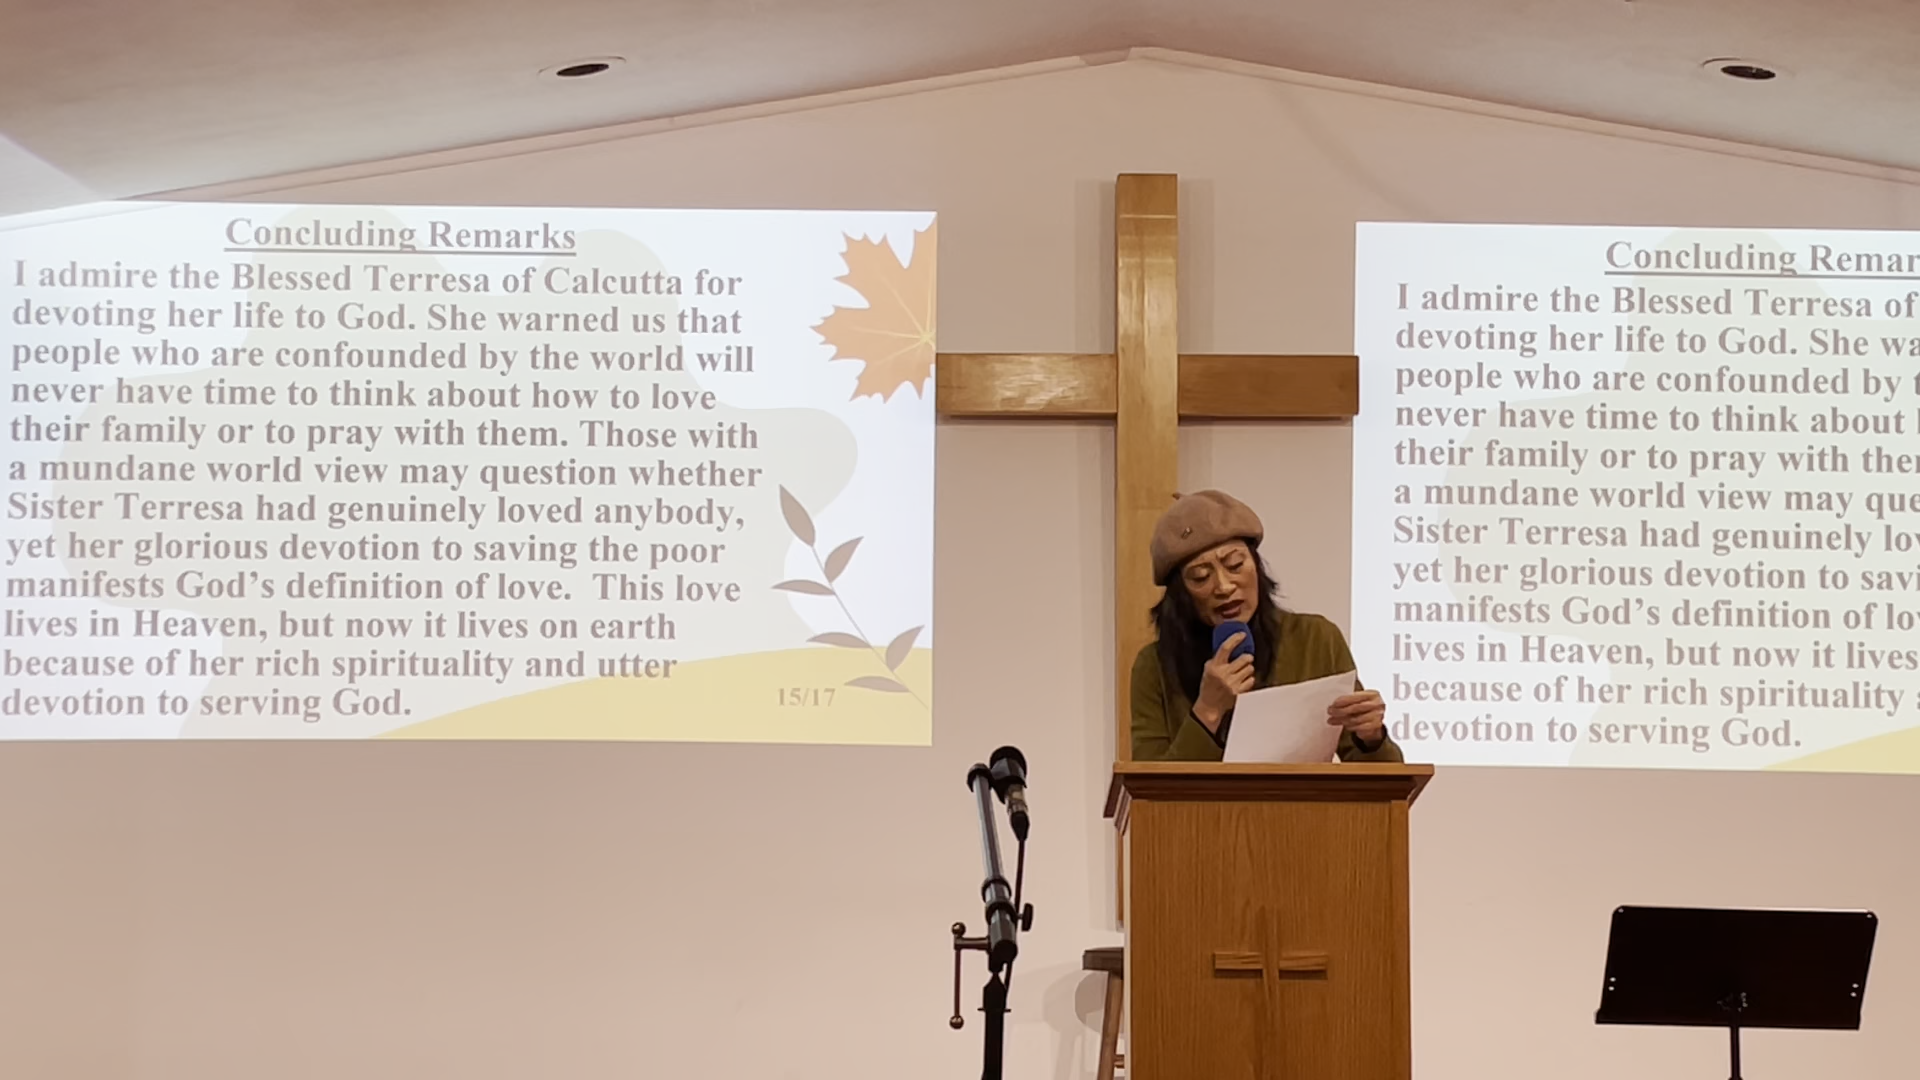 Concluding Remarks
I admire the Blessed Terresa of Calcutta for
devoting her life to God. She warned us that
people who are confounded by the world will
never have time to think about how to love
their family or to pray with them. Those with
a mundane world view may question whether
Sister Terresa had genuinely loved anybody,
yet her glorious devotion to saving the poor
manifests God’s definition of love.  This love
lives in Heaven, but now it lives on earth
because of her rich spirituality and utter
devotion to serving God.
15/17
Concluding Remar
I admire the Blessed Terresa of
devoting her life to God. She wa
people who are confounded by
never have time to think about
their family or to pray with the
a mundane world view may que
Sister Terresa had genuinely lo
yet her glorious devotion to savi
manifests God’s definition of lo
lives in Heaven, but now it lives
because of her rich spirituality
devotion to serving God.